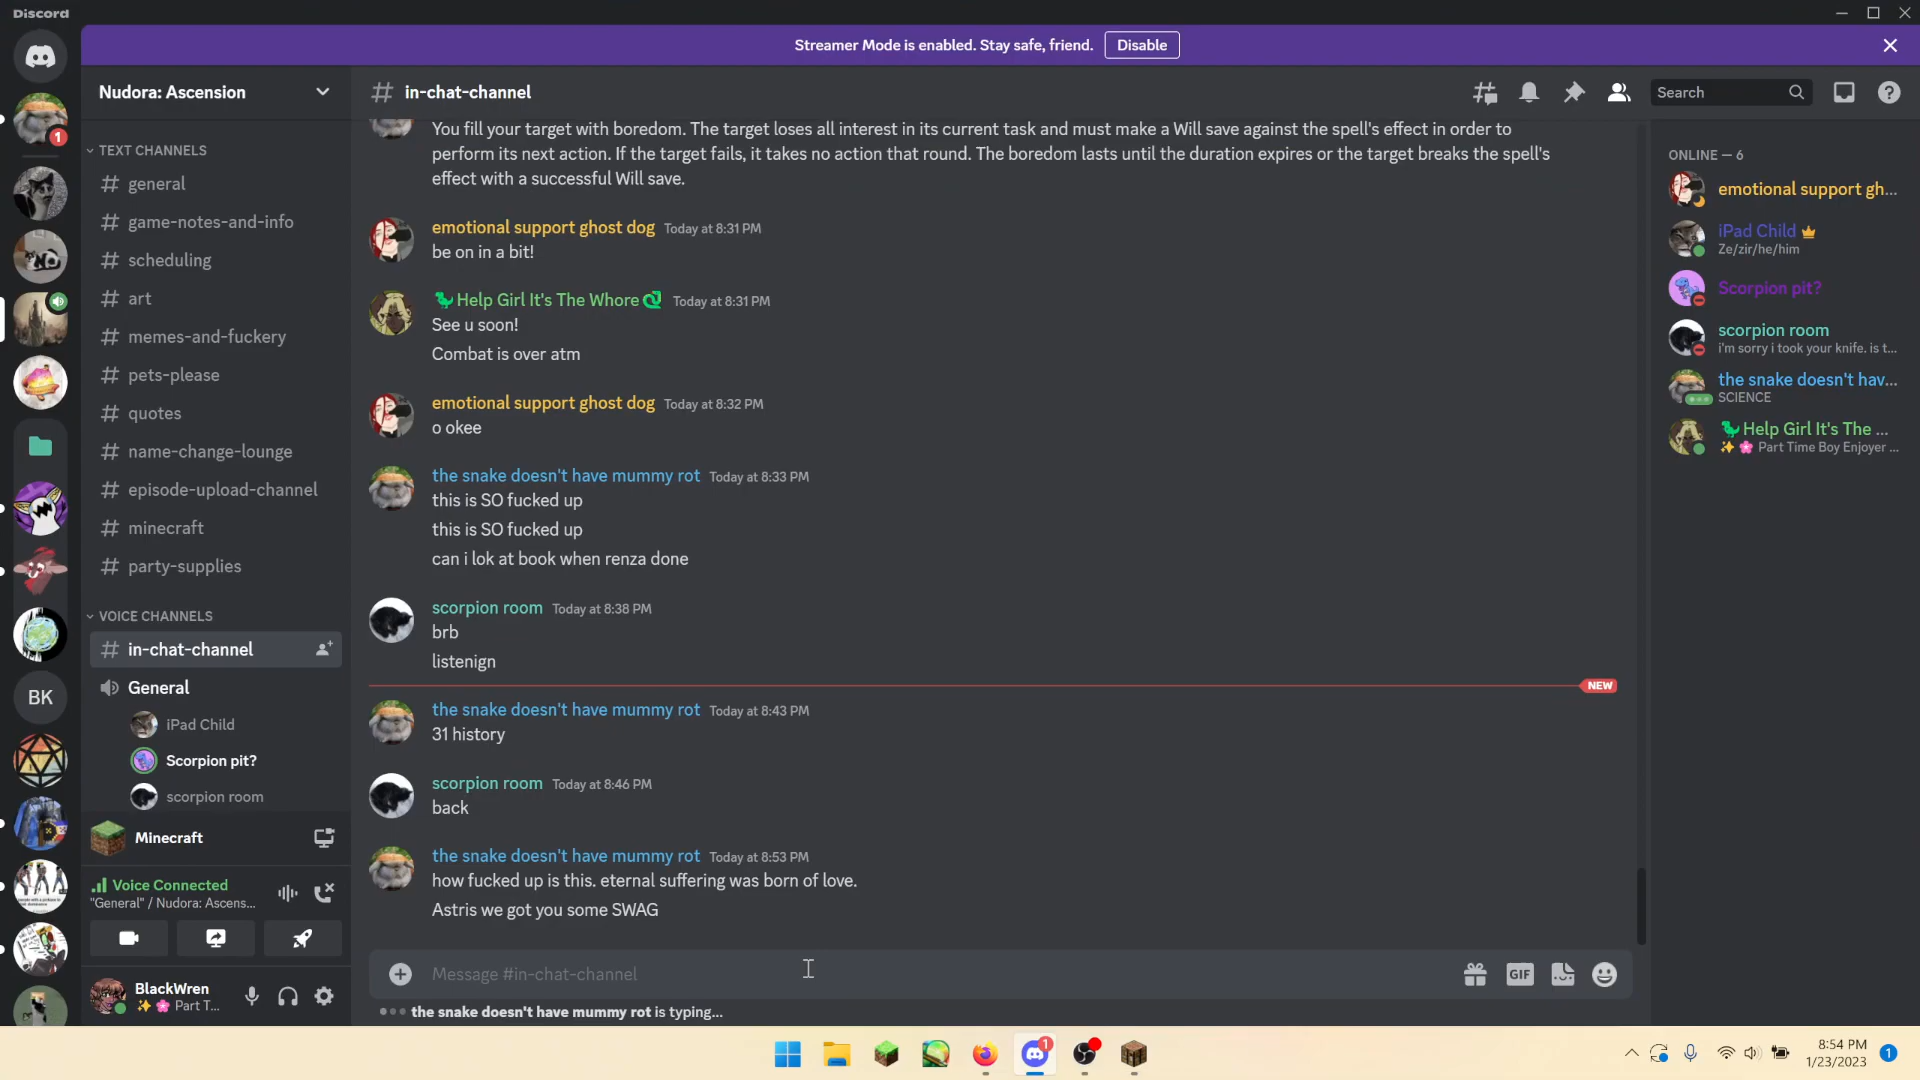 Discord
Streamer Mode is enabled. Stay safe, friend.
Disable
Nudora: Ascension
in-chat-channel
Search
1
TEXT CHANNELS
general
game-notes-and-info
scheduling
art
memes-and-fuckery
pets-please
quotes
name-change-lounge
episode-upload-channel
minecraft
party-supplies
VOICE CHANNELS
in-chat-channel
General
iPad Child
Scorpion pit?
scorpion room
BK
Minecraft
Voice Connected
"General" / Nudora: Ascens...
BlackWren
Part T...
You fill your target with boredom. The target loses all interest in its current task and must make a Will save against the spell's effect in order to
perform its next action. If the target fails, it takes no action that round. The boredom lasts until the duration expires or the target breaks the spell's
effect with a successful Will save.
emotional support ghost dog Today at 8:31 PM
be on in a bit!
Help Girl It's The Whore Today at 8:31 PM
See u soon!
Combat is over atm
emotional support ghost dog Today at 8:32 PM
o okee
the snake doesn't have mummy rot Today at 8:33 PM
this is SO fucked up
this is SO fucked up
can i lok at book when renza done
scorpion room Today at 8:38 PM
brb
listenign
NEW
the snake doesn't have mummy rot Today at 8:43 PM
31 history
scorpion room Today at 8:46 PM
back
the snake doesn't have mummy rot Today at 8:53 PM
how fucked up is this. eternal suffering was born of love.
Astris we got you some SWAG
Message #in-chat-channel
GIF
the snake doesn't have mummy rot is typing...
ONLINE — 6
emotional support gh...
iPad Child
Ze/zir/he/him
Scorpion pit?
scorpion room
i'm sorry i took your knife. is t...
the snake doesn't hav...
SCIENCE
Help Girl It's The ...
Part Time Boy Enjoyer ...
1
8:54 PM
1/23/2023
1